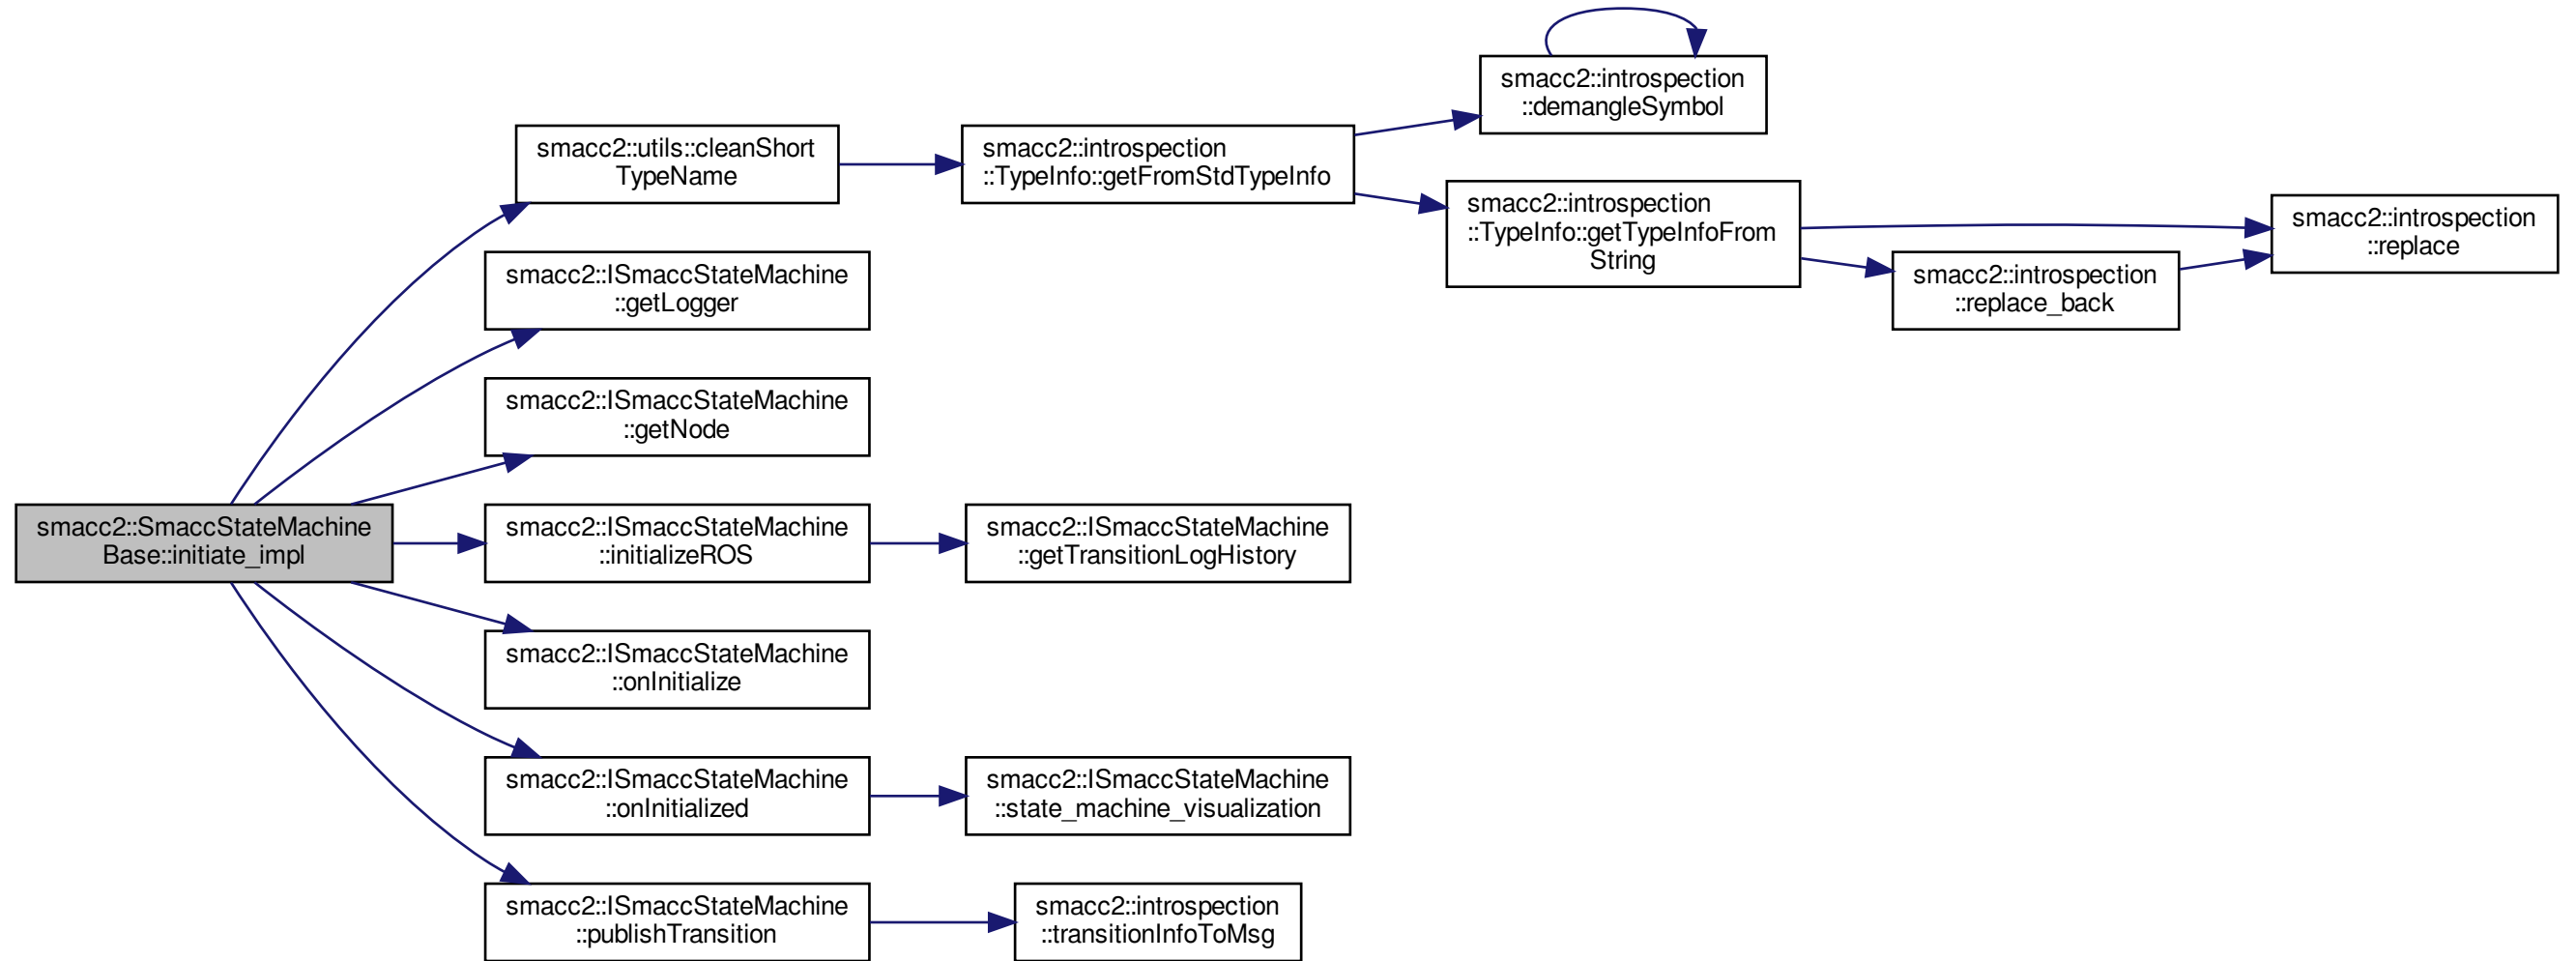 smacc2::introspection
::demangleSymbol
smacc2::utils::cleanShort
TypeName
smacc2::introspection
::TypeInfo::getFromStdTypeInfo
smacc2::introspection
::TypeInfo::getTypeInfoFrom
String
smacc2::introspection
::replace
smacc2::ISmaccStateMachine
::getLogger
smacc2::introspection
::replace_back
smacc2::ISmaccStateMachine
::getNode
smacc2::SmaccStateMachine
Base::initiate_impl
smacc2::ISmaccStateMachine
::initializeROS
smacc2::ISmaccStateMachine
::getTransitionLogHistory
smacc2::ISmaccStateMachine
::onInitialize
smacc2::ISmaccStateMachine
::onInitialized
smacc2::ISmaccStateMachine
::state_machine_visualization
smacc2::ISmaccStateMachine
::publishTransition
smacc2::introspection
::transitionInfoToMsg